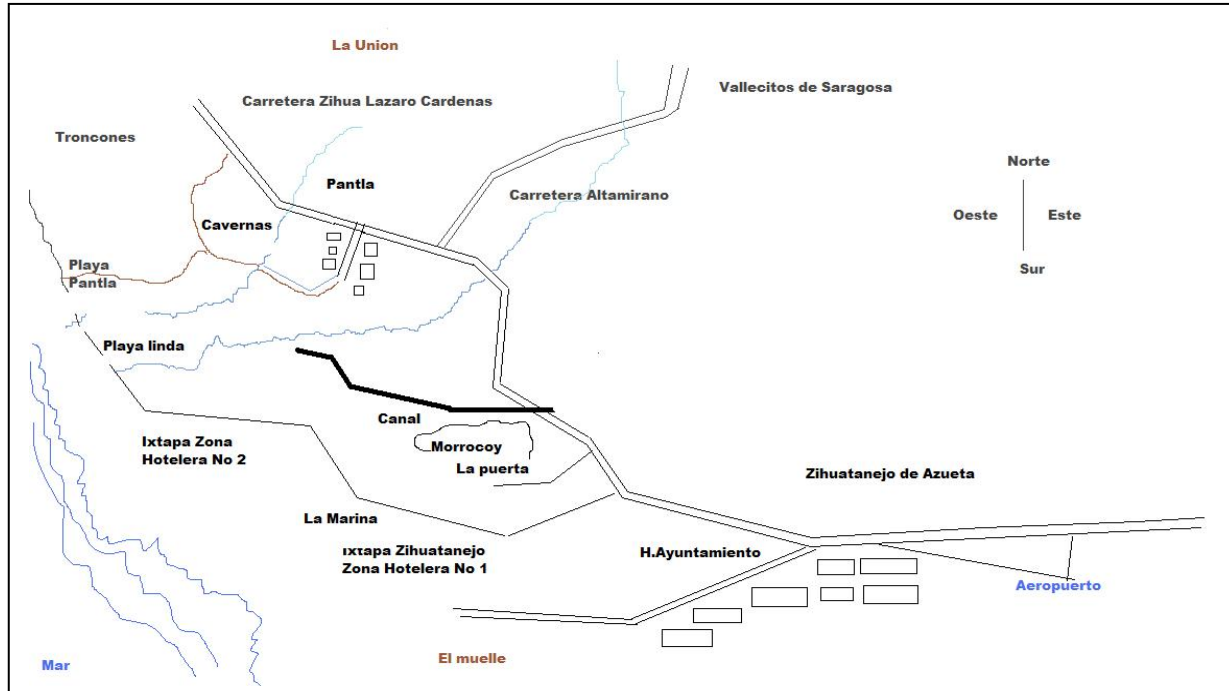 La Union
Vallecitos de Saragosa
Carretera Zihua Lazaro Cardenas
Troncones
Norte
Pantla
Carretera Altamirano
Oeste
Este
Cavernas
Playa
Pantla
Sur
Playa linda
Canal
Ixtapa Zona
Hotelera No 2
Morrocoy
La puerta
Zihuatanejo de Azueta
La Marina
Ixtapa Zihuatanejo
Zona Hotelera No 1
H.Ayuntamiento
Aeropuerto
El muelle
Mar